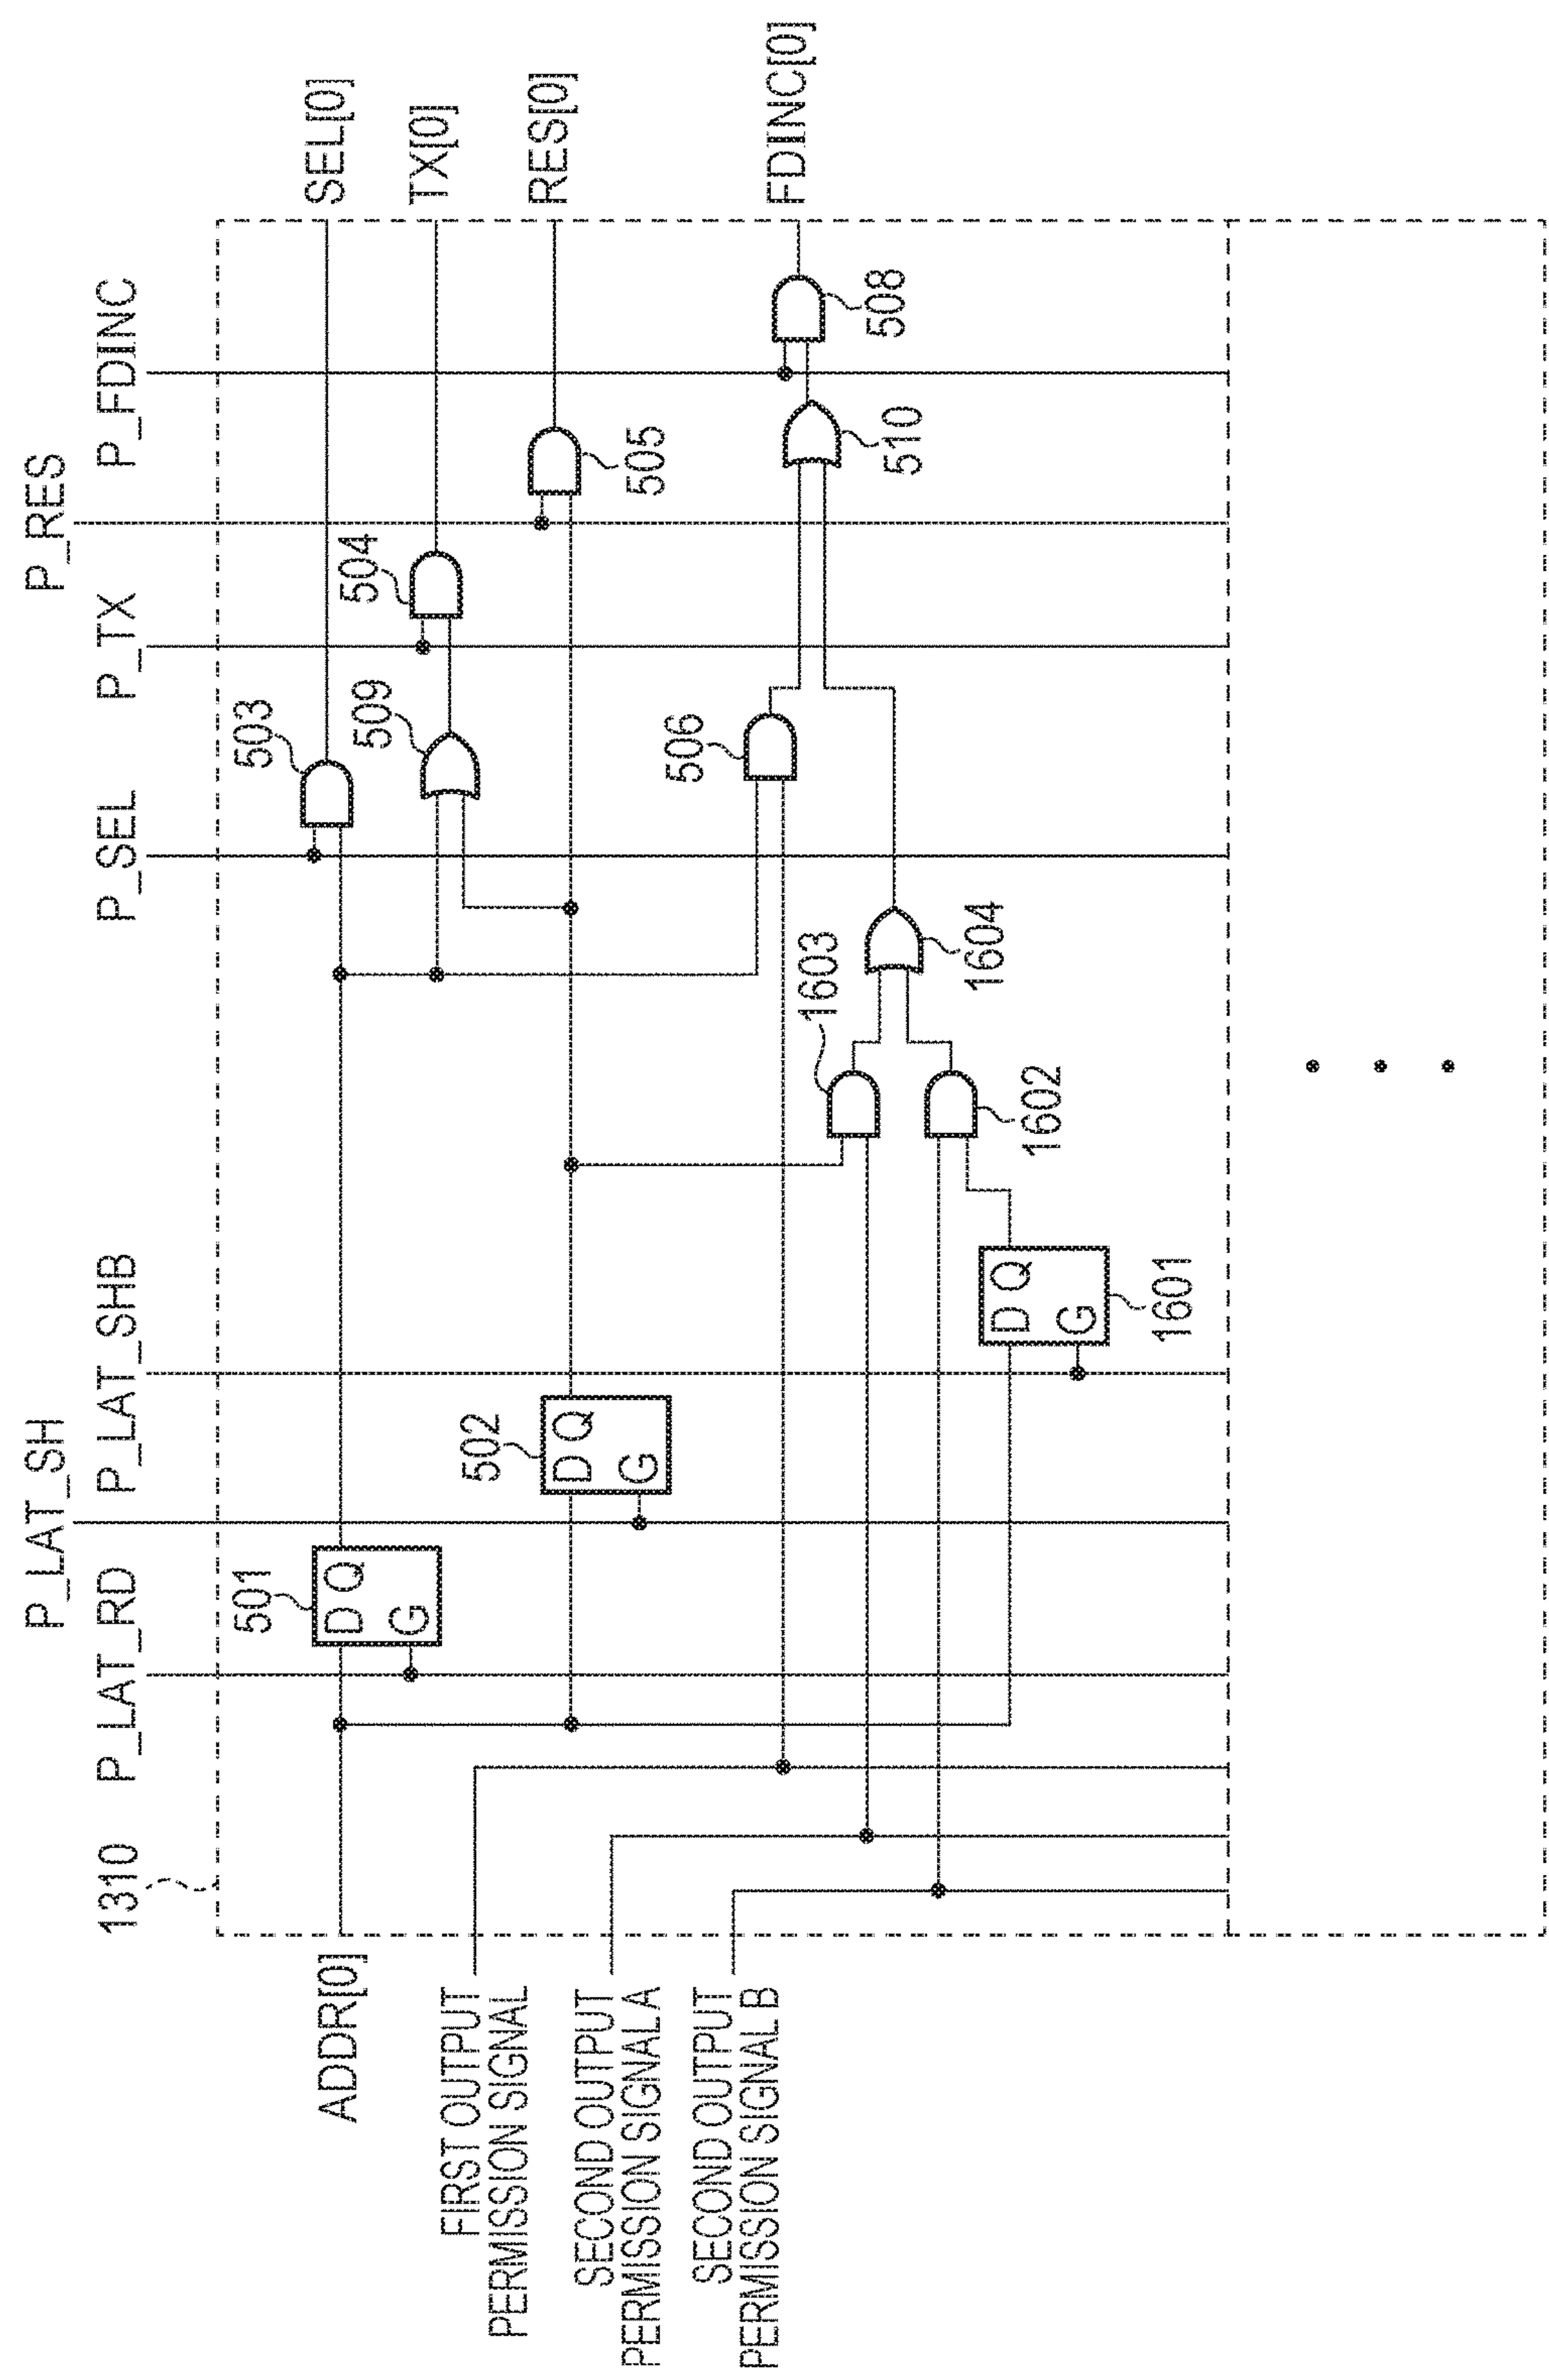 P_LAT_SH
P_RES
1310
P_LAT_RD
P_LAT_SHB
P_SEL
P_TX
P_FDINC
ADDR[0]
501
D Q
G
503
SEL[0]
509
504
TX[0]
FIRST OUTPUT
PERMISSION SIGNAL
502
D Q
G
505
RES[0]
SECOND OUTPUT
PERMISSION SIGNAL A
506
SECOND OUTPUT
PERMISSION SIGNAL B
FDINC[0]
1603
510
508
D Q
G
1601
1602
1604